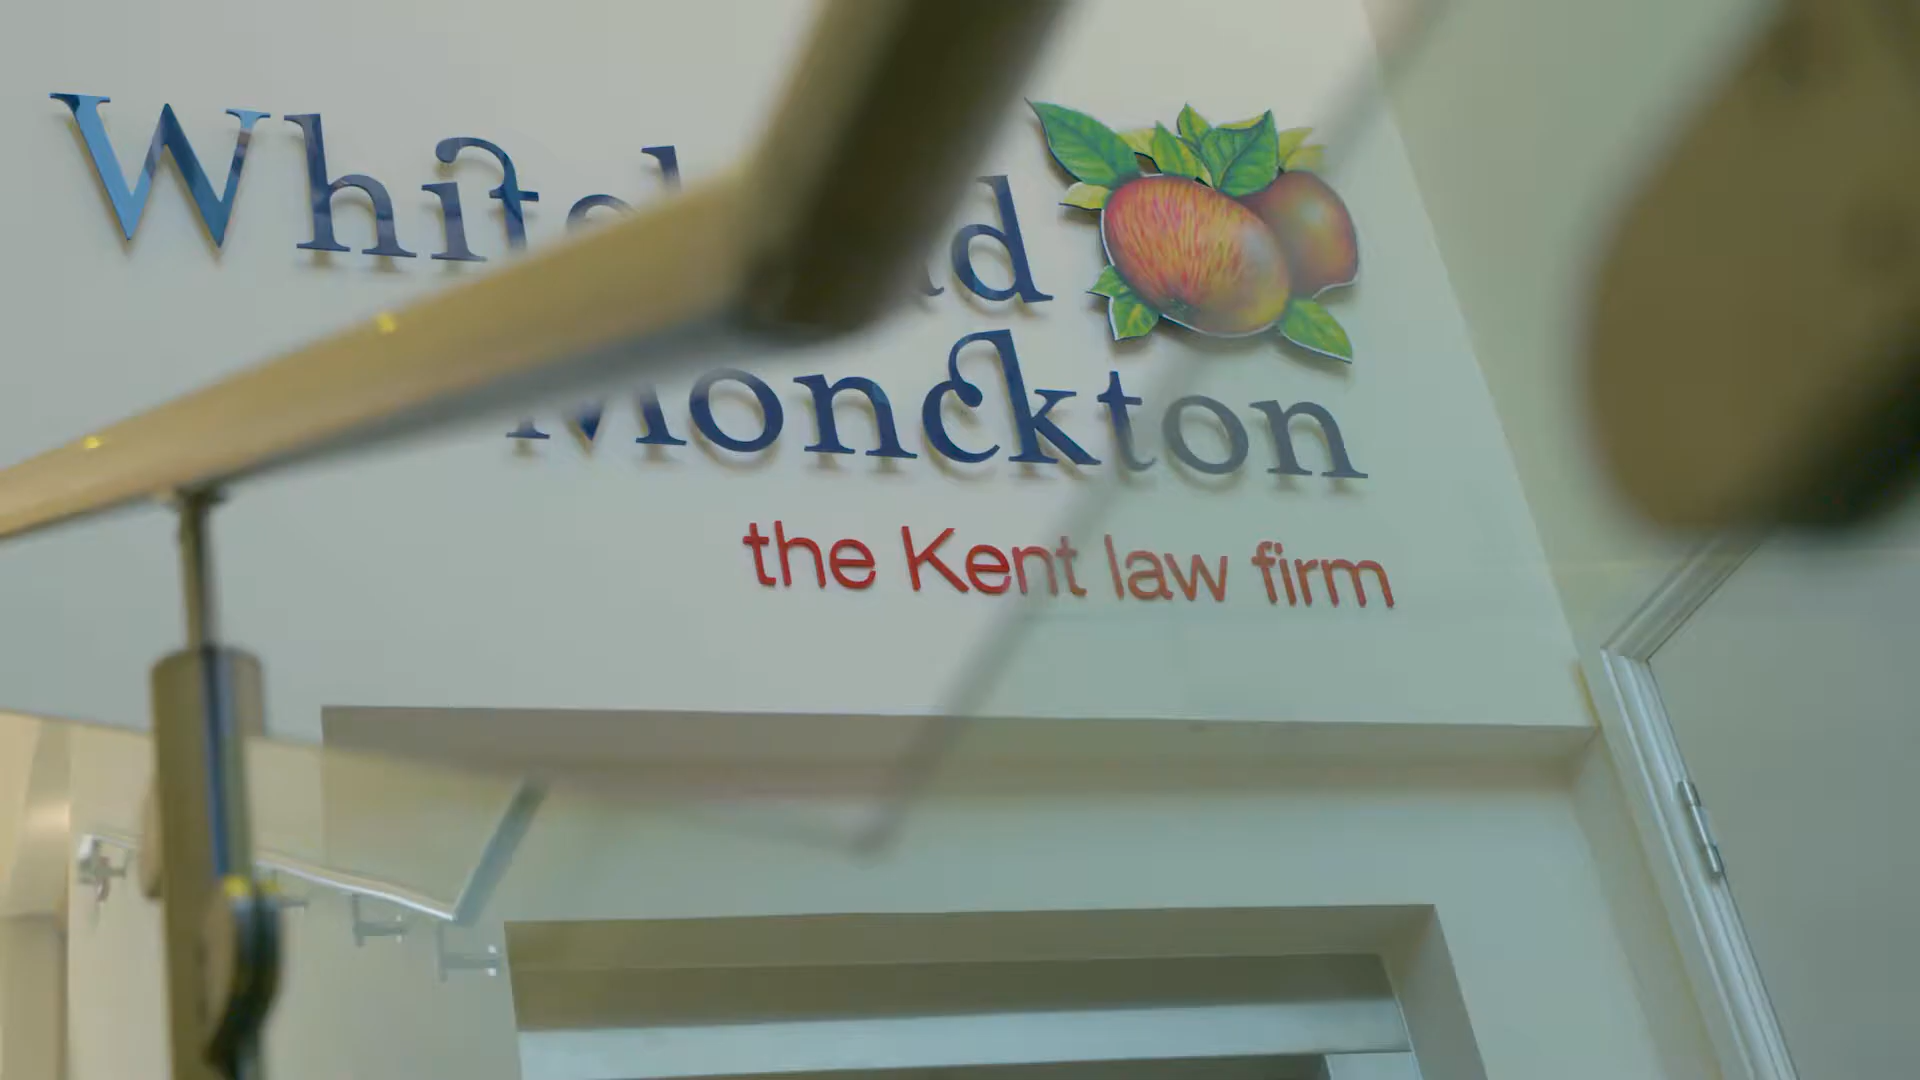 Monckton
the Kent law firm